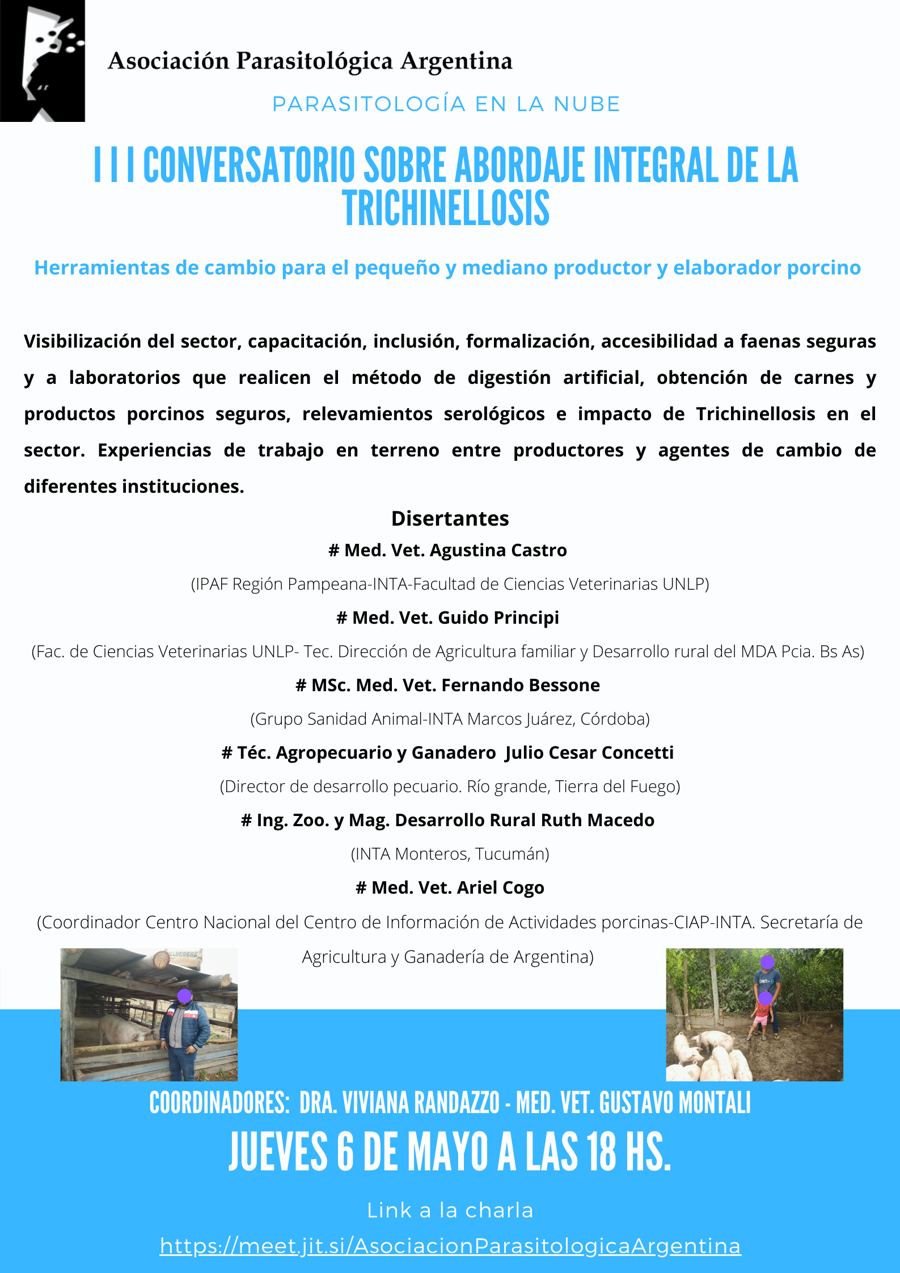 Asociación Parasitológica Argentina
PARASITOLOGÍA EN LA NUBE
I I I CONVERSATORIO SOBRE ABORDAJE INTEGRAL DE LA
TRICHINELLOSIS
Herramientas de cambio para el pequeño y mediano productor y elaborador porcino
Visibilización del sector, capacitación, inclusión, formalización, accesibilidad a faenas seguras
y a laboratorios que realicen el método de digestión artificial, obtención de carnes y
productos porcinos seguros, relevamientos serológicos e impacto de Trichinellosis en el
sector. Experiencias de trabajo en terreno entre productores y agentes de cambio de
diferentes instituciones.
Disertantes
# Med. Vet. Agustina Castro
(IPAF Región Pampeana-INTA-Facultad de Ciencias Veterinarias UNLP)
# Med. Vet. Guido Principi
(Fac. de Ciencias Veterinarias UNLP- Tec. Dirección de Agricultura familiar y Desarrollo rural del MDA Pcia. Bs As)
# MSc. Med. Vet. Fernando Bessone
(Grupo Sanidad Animal-INTA Marcos Juárez, Córdoba)
# Téc. Agropecuario y Ganadero Julio Cesar Concetti
(Director de desarrollo pecuario. Río grande, Tierra del Fuego)
# Ing. Zoo. y Mag. Desarrollo Rural Ruth Macedo
(INTA Monteros, Tucumán)
# Med. Vet. Ariel Cogo
(Coordinador Centro Nacional del Centro de Información de Actividades porcinas-CIAP-INTA. Secretaría de
Agricultura y Ganadería de Argentina)
COORDINADORES: DRA. VIVIANA RANDAZZO - MED. VET. GUSTAVO MONTALI
JUEVES 6 DE MAYO A LAS 18 HS.
Link a la charla
https://meet.jit.si/AsociacionParasitologicaArgentina